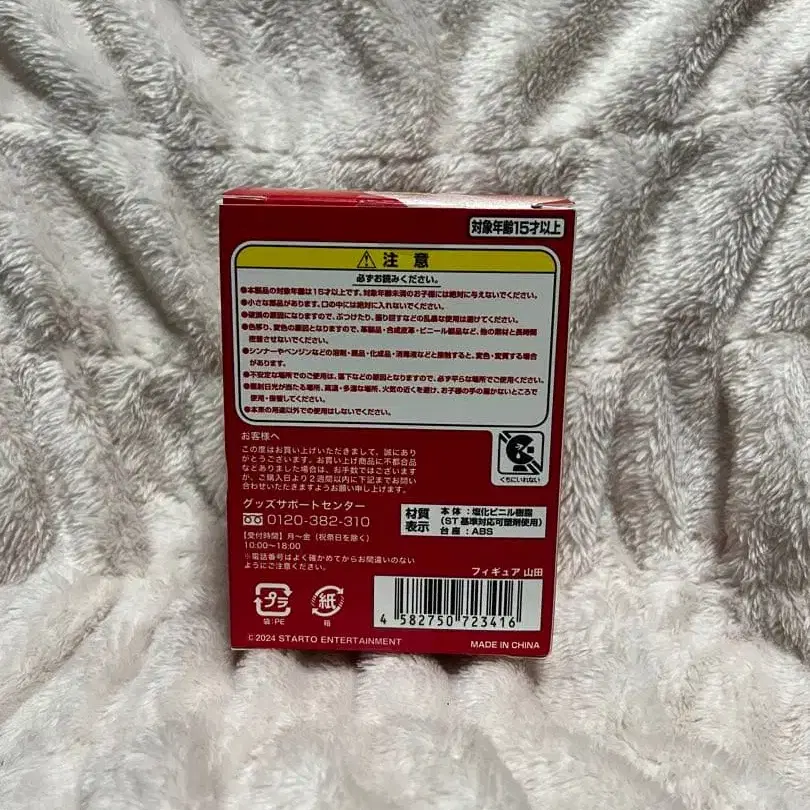 対象年齢15才以上
注意
必ずお読みください。
●本製品の対象年齢は15才以上です。対象年齢未満のお子様には絶対に与えないでください。
●小さな部品があります。口の中には絶対に入れないでください。
●破損の原因になりますので、ぶつけたり、振り回すなどの乱暴な使用は避けてください。
●色移り、変色の原因となりますので、革製品・合成皮革・ビニール部品など、他の素材と長時間
密着させないでください。
●シンナーやベンジンなどの溶剤・薬品・化成品・消毒液などと接触すると、変色・変質する場合
があります。
●不安定な場所でのご使用は、落下などの原因となりますので、必ず平らな場所でご使用ください。
●直射日光が当たる場所、高温・多湿な場所、火気の近くを避け、お子様の手の届かないところで
使用・保管してください。
●本来の用途以外での使用はしないでください。
お客様へ
この度はお買い上げいただきまして、誠にあり
がとうございます。お買い上げ商品に不都合品
などありました場合は、お手数ではございます
が、ご購入日より2週間以内に下記までお問い
合わせいただきますようお願い申し上げます。
くちにいれない
グッズサポートセンター
0120-382-310
【受付時間】月〜金（祝祭日を除く）
10:00〜18:00
※電話番号はよく確かめてからお間違いのない
ようにご注意ください。
材質
表示
本体：塩化ビニル樹脂
（ST基準対応可塑剤使用）
台座：ABS
フィギュア 山田
プラ
袋:PE
紙
箱
4 582750 723416
©2024 STARTO ENTERTAINMENT
MADE IN CHINA